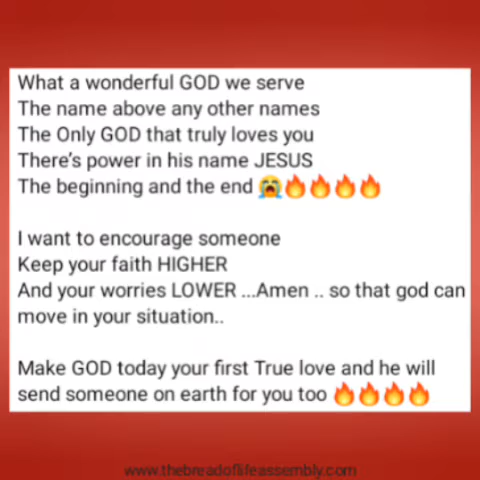 What a wonderful GOD we serve
The name above any other names
The Only GOD that truly loves you
There's power in his name JESUS
The beginning and the end 😭🔥🔥🔥🔥
I want to encourage someone
Keep your faith HIGHER
And your worries LOWER ...Amen .. so that god can
move in your situation..
Make GOD today your first True love and he will
send someone on earth for you too 🔥🔥🔥🔥
www.thebreadoflifeassembly.com